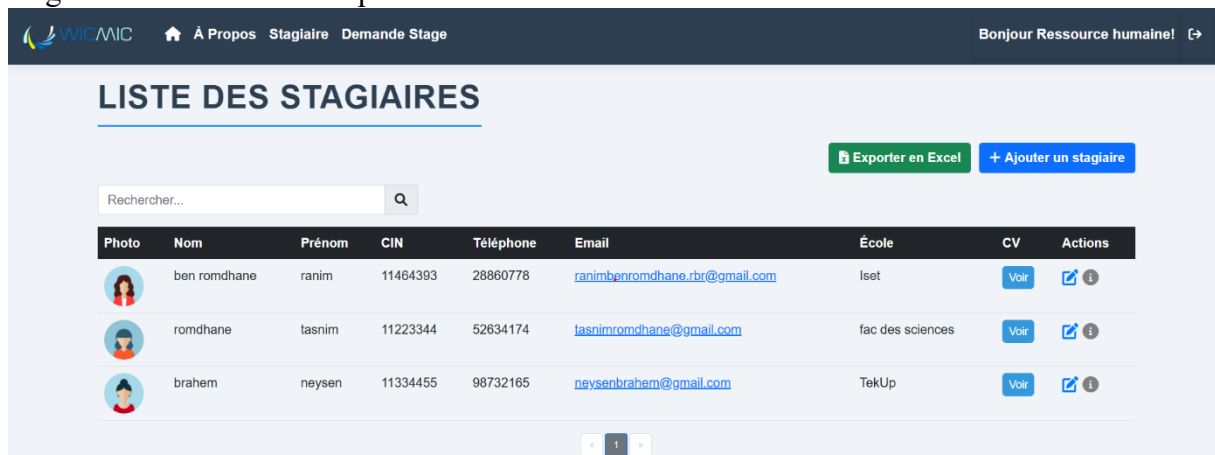 WICMIC À Propos Stagiaire Demande Stage Bonjour Ressource humaine!
LISTE DES STAGIAIRES
Exporter en Excel + Ajouter un stagiaire
Rechercher...
Photo Nom Prénom CIN Téléphone Email École CV Actions
ben romdhane ranim 11464393 28860778 ranimbenromdhane.rbr@gmail.com Iset Voir
romdhane tasnim 11223344 52634174 tasnimromdhane@gmail.com fac des sciences Voir
brahem neysen 11334455 98732165 neysenbrahem@gmail.com TekUp Voir
« 1 »